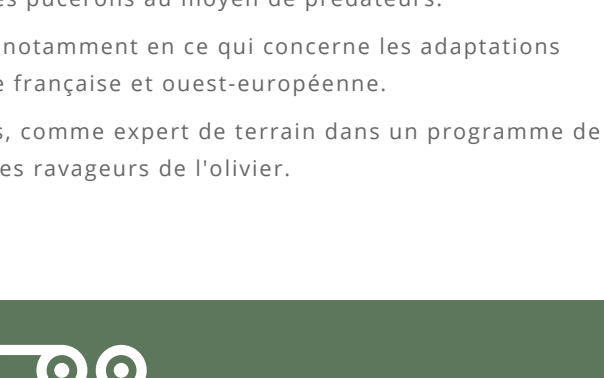 es pucerons au moyen de prédateurs.
notamment en ce qui concerne les adaptations
e française et ouest-européenne.
s, comme expert de terrain dans un programme de
es ravageurs de l'olivier.